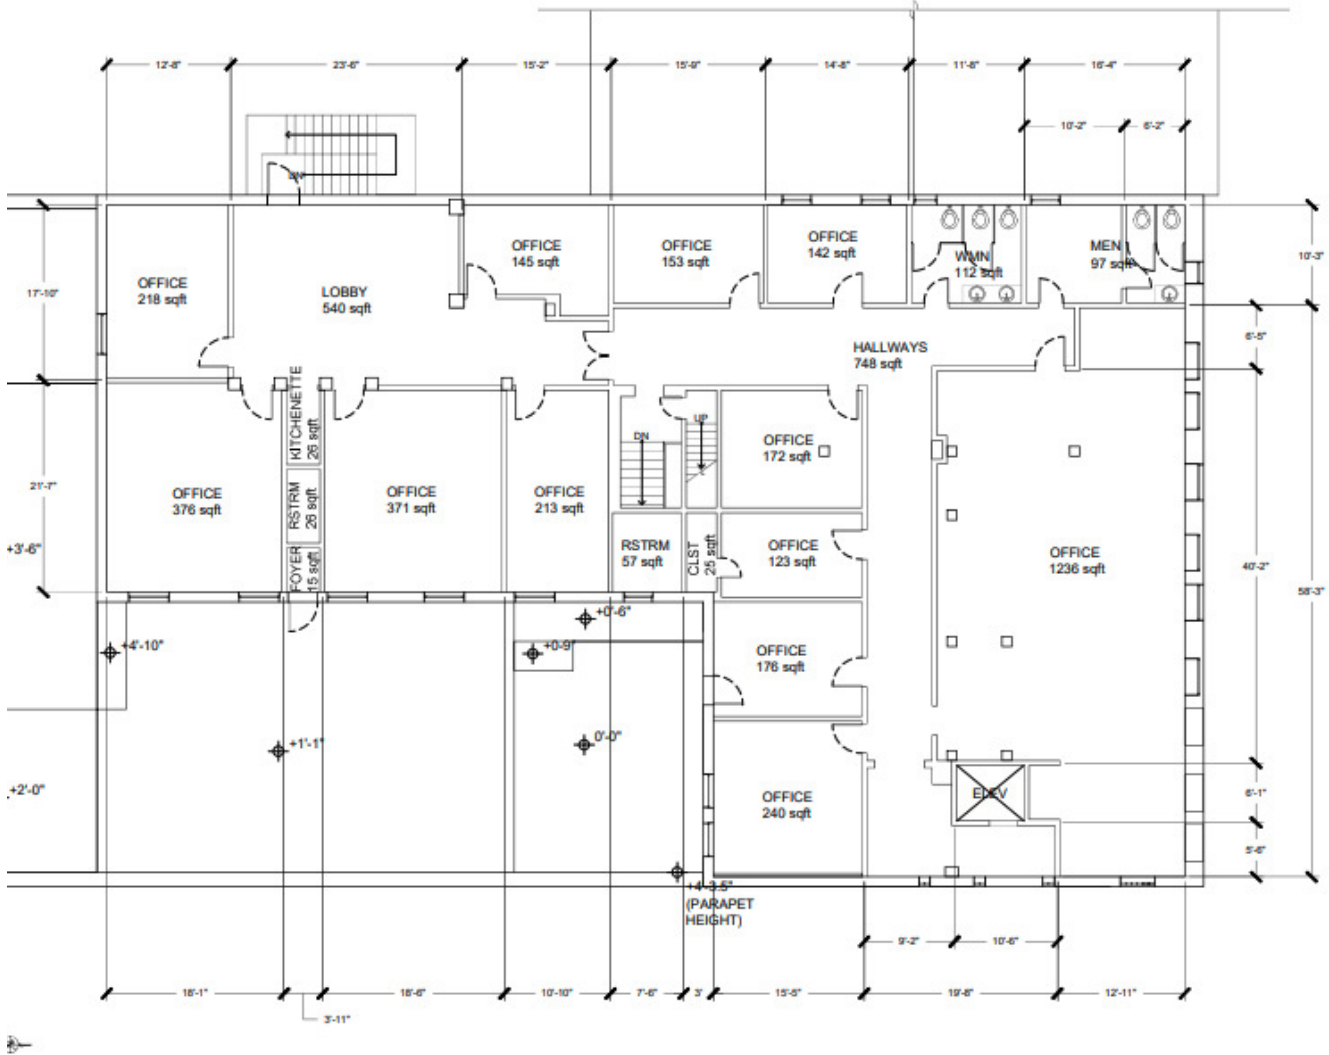 12'-8"
23'-6"
15'-2"
15'-9"
14'-8"
11'-8"
16'-4"
10'-2"
6'-2"
DN
OFFICE
218 sqft
LOBBY
540 sqft
OFFICE
145 sqft
OFFICE
153 sqft
OFFICE
142 sqft
WMN
112 sqft
MEN
97 sqft
17'-10"
10'-3"
HALLWAYS
748 sqft
6'-5"
KITCHENETTE
26 sqft
DN
UP
OFFICE
172 sqft
21'-7"
OFFICE
376 sqft
RSTRM
26 sqft
OFFICE
371 sqft
OFFICE
213 sqft
+3'-6"
FOYER
15 sqft
RSTRM
57 sqft
CLST
25 sqft
OFFICE
123 sqft
OFFICE
1236 sqft
40'-2"
58'-3"
+0'-6"
+4'-10"
+0-9"
OFFICE
176 sqft
+1'-1"
0'-0"
+2'-0"
OFFICE
240 sqft
ELEV
6'-1"
5'-6"
+4'-3.5"
(PARAPET
HEIGHT)
9'-2"
10'-6"
18'-1"
3'-11"
18'-6"
10'-10"
7'-6"
3'
15'-5"
19'-8"
12'-11"